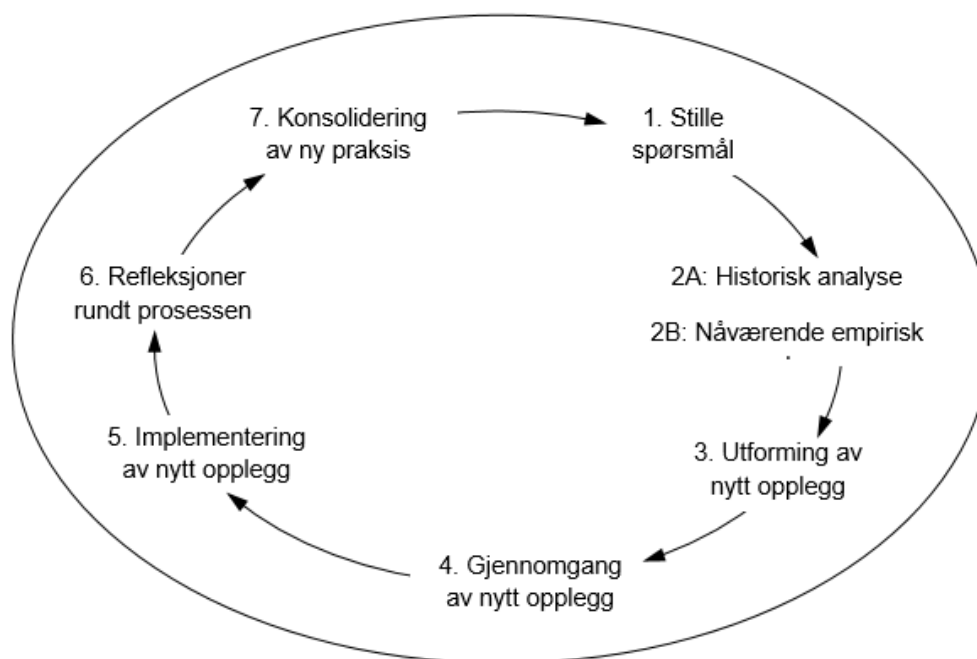 1. Stille
spørsmål
2A: Historisk analyse
2B: Nåværende empirisk
3. Utforming av
nytt opplegg
4. Gjennomgang
av nytt opplegg
5. Implementering
av nytt opplegg
6. Refleksjoner
rundt prosessen
7. Konsolidering
av ny praksis